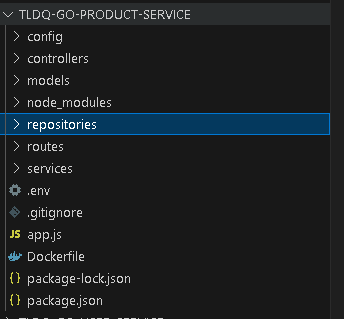 TLDQ-GO-PRODUCT-SERVICE
config
controllers
models
node_modules
repositories
routes
services
.env
.gitignore
JS app.js
Dockerfile
{} package-lock.json
{} package.json